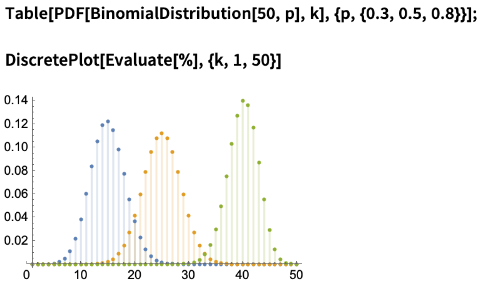 Table[PDF[BinomialDistribution[50, p], k], {p, {0.3, 0.5, 0.8}}];
DiscretePlot[Evaluate[%], {k, 1, 50}]
0.14
0.12
0.10
0.08
0.06
0.04
0.02
0 10 20 30 40 50